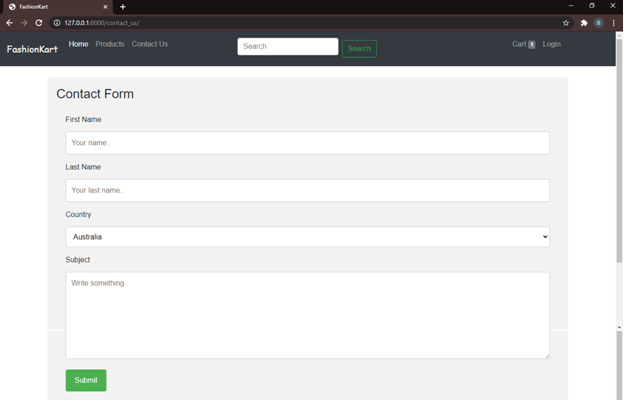 FashionKart
127.0.0.1:8000/contact_us/
B
FashionKart Home Products Contact Us Search Search Cart 1 Login
Contact Form
First Name
Your name..
Last Name
Your last name..
Country
Australia
Subject
Write something..
Submit